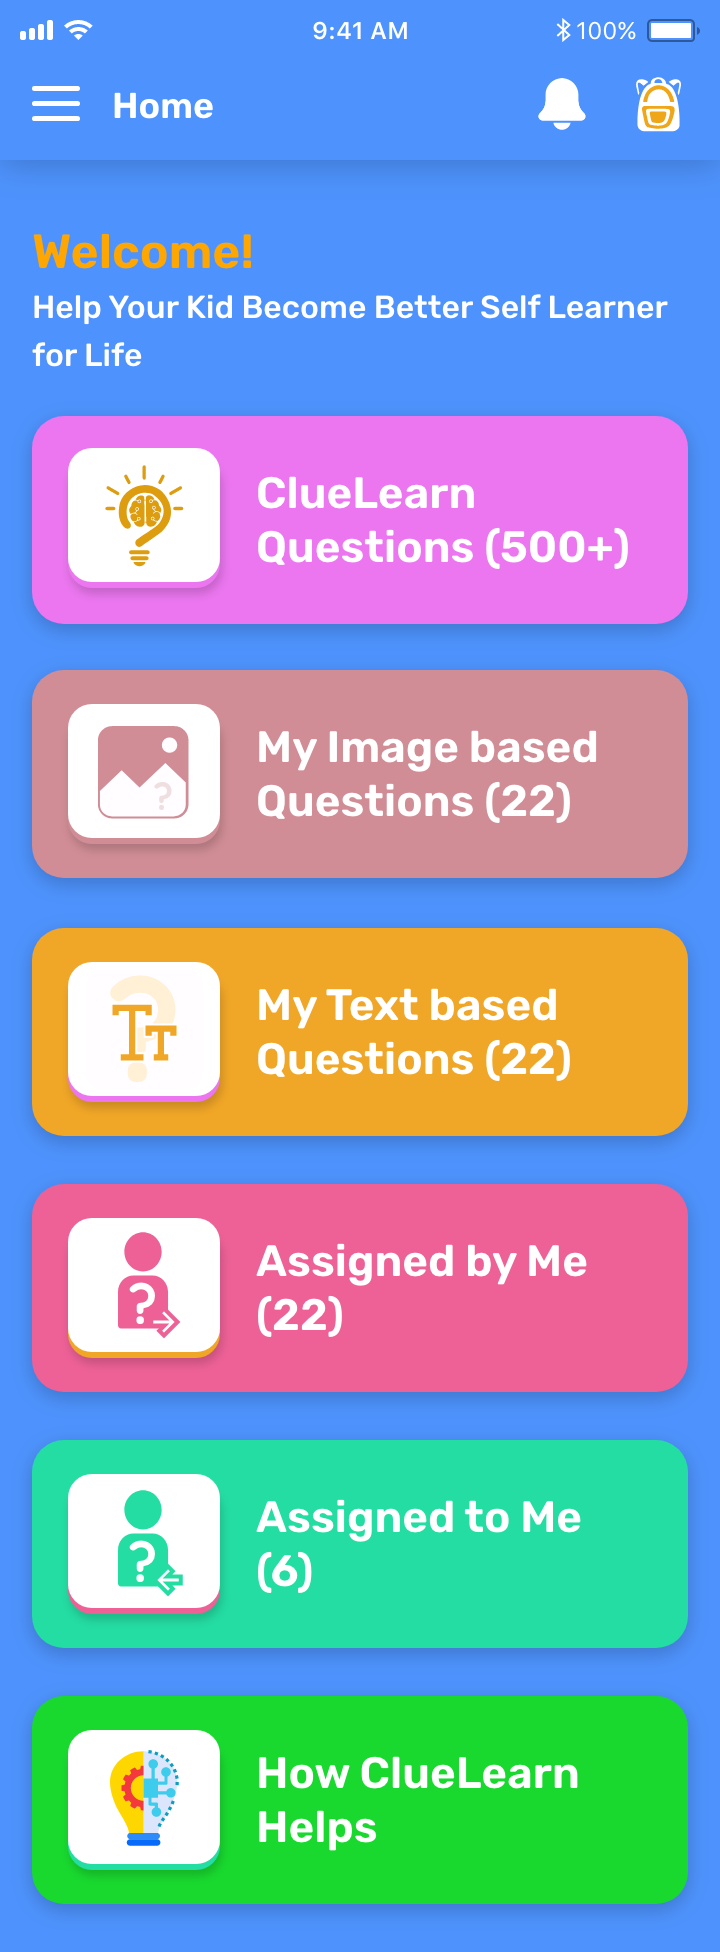 9:41 AM
100%
Home
Welcome!
Help Your Kid Become Better Self Learner
for Life
ClueLearn
Questions (500+)
My Image based
Questions (22)
?
My Text based
Questions (22)
?
TT
Assigned by Me
(22)
?
Assigned to Me
(6)
?
How ClueLearn
Helps